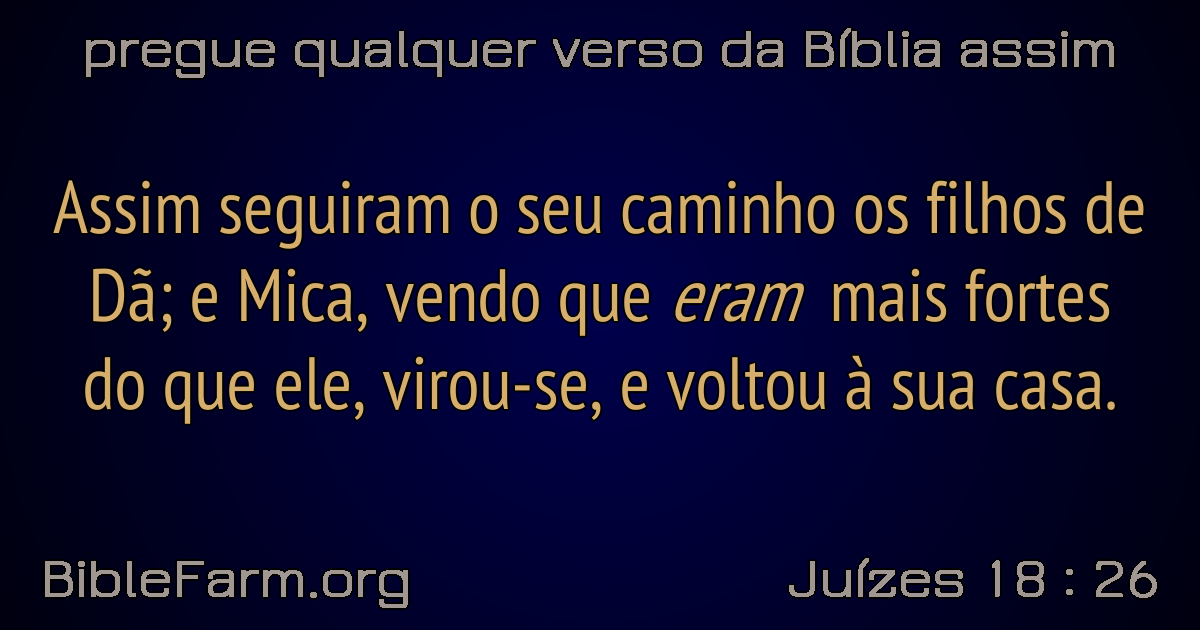 pregue qualquer verso da Bíblia assim
Assim seguiram o seu caminho os filhos de
Dã; e Mica, vendo que eram mais fortes
do que ele, virou-se, e voltou à sua casa.
BibleFarm.org
Juízes 18 : 26